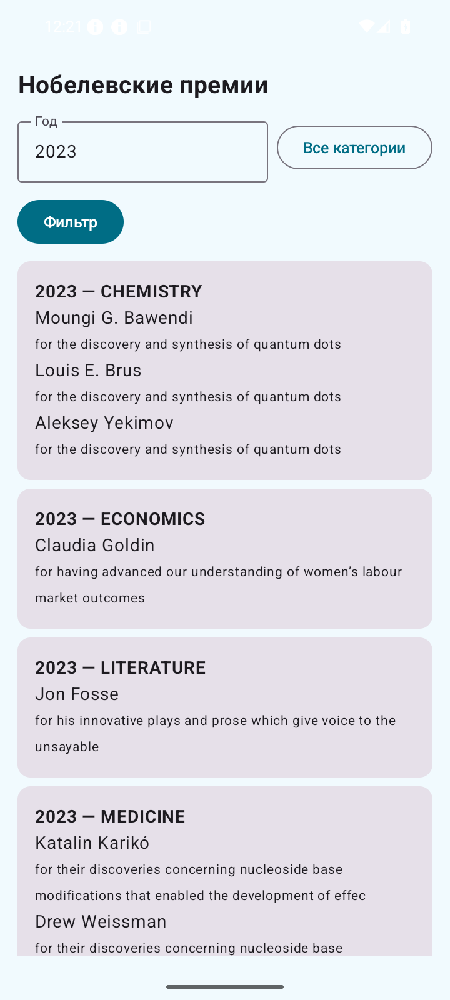 12:21
Нобелевские премии
Год
2023
Все категории
Фильтр
2023 — CHEMISTRY
Moungi G. Bawendi
for the discovery and synthesis of quantum dots
Louis E. Brus
for the discovery and synthesis of quantum dots
Aleksey Yekimov
for the discovery and synthesis of quantum dots
2023 — ECONOMICS
Claudia Goldin
for having advanced our understanding of women’s labour
market outcomes
2023 — LITERATURE
Jon Fosse
for his innovative plays and prose which give voice to the
unsayable
2023 — MEDICINE
Katalin Karikó
for their discoveries concerning nucleoside base
modifications that enabled the development of effec
Drew Weissman
for their discoveries concerning nucleoside base